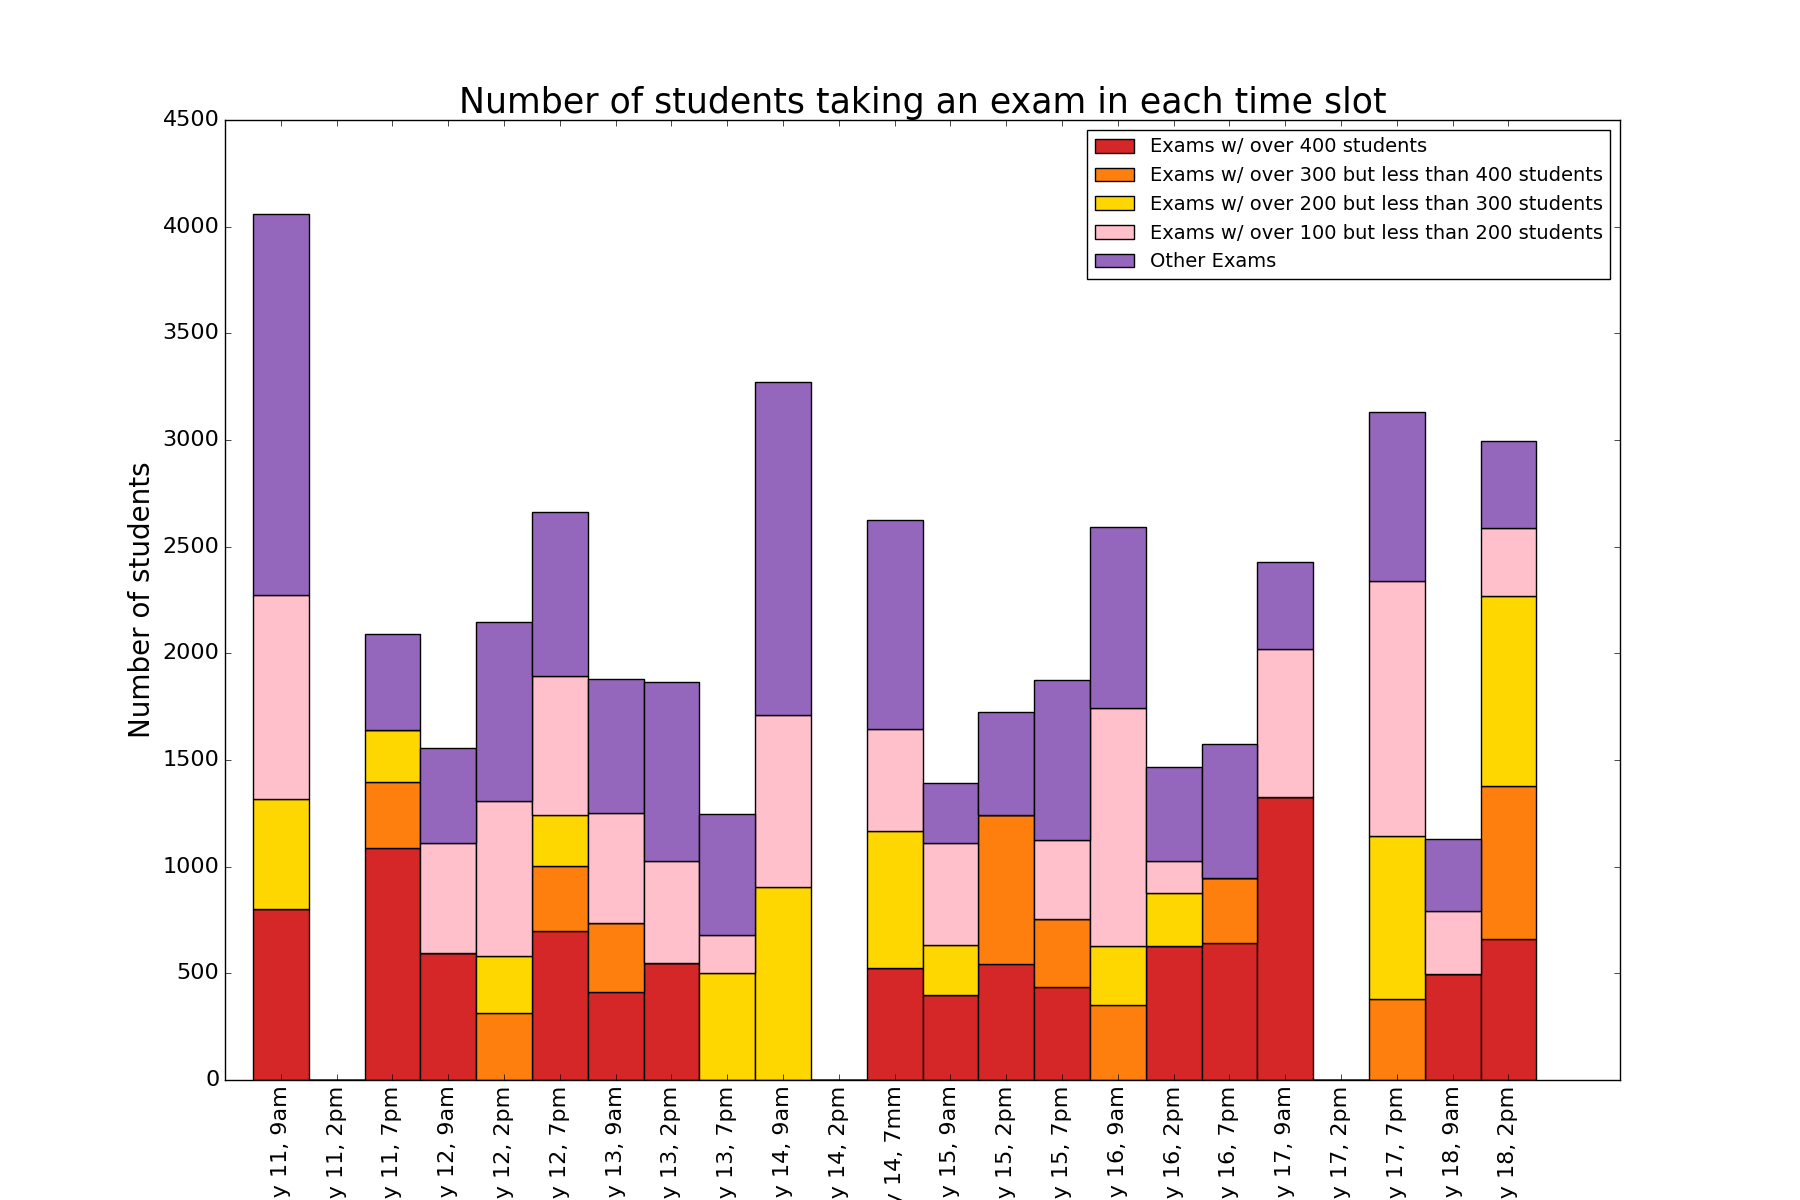 Number of students taking an exam in each time slot
Exams w/ over 400 students
Exams w/ over 300 but less than 400 students
Exams w/ over 200 but less than 300 students
Exams w/ over 100 but less than 200 students
Other Exams
Number of students
4500
4000
3500
3000
2500
2000
1500
1000
500
0
y 11, 9am
y 11, 2pm
y 11, 7pm
y 12, 9am
y 12, 2pm
y 12, 7pm
y 13, 9am
y 13, 2pm
y 13, 7pm
y 14, 9am
y 14, 2pm
y 14, 7mm
y 15, 9am
y 15, 2pm
y 15, 7pm
y 16, 9am
y 16, 2pm
y 16, 7pm
y 17, 9am
y 17, 2pm
y 17, 7pm
y 18, 9am
y 18, 2pm